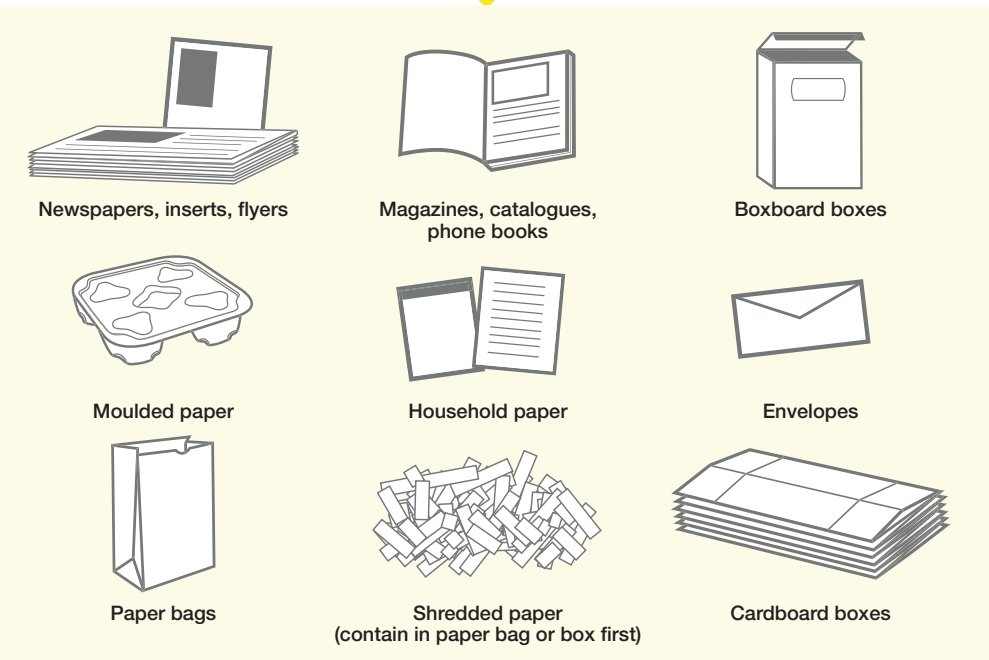 Newspapers, inserts, flyers
Magazines, catalogues,
phone books
Boxboard boxes
Moulded paper
Household paper
Envelopes
Paper bags
Shredded paper
(contain in paper bag or box first)
Cardboard boxes